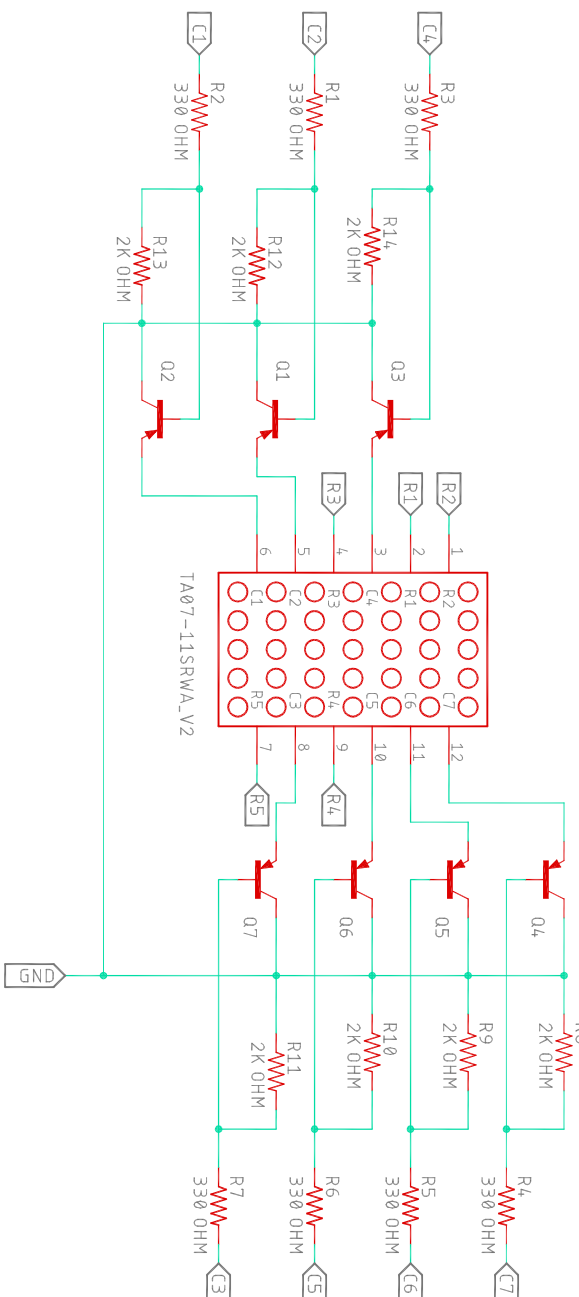 C1
C2
C4
R2
330 OHM
R1
330 OHM
R3
330 OHM
R13
2K OHM
R12
2K OHM
R14
2K OHM
Q2
Q1
Q3
R3
R1
R2
6
5
4
3
2
1
C1
C2
R3
C4
R1
R2
TA07-11SRWA_V2
R5
C3
R4
C5
C6
C7
7
8
9
10
11
12
R5
R4
Q7
Q6
Q5
Q4
GND
R11
2K OHM
R10
2K OHM
R9
2K OHM
2K OHM
R7
330 OHM
R6
330 OHM
R5
330 OHM
R4
330 OHM
C3
C5
C6
C7